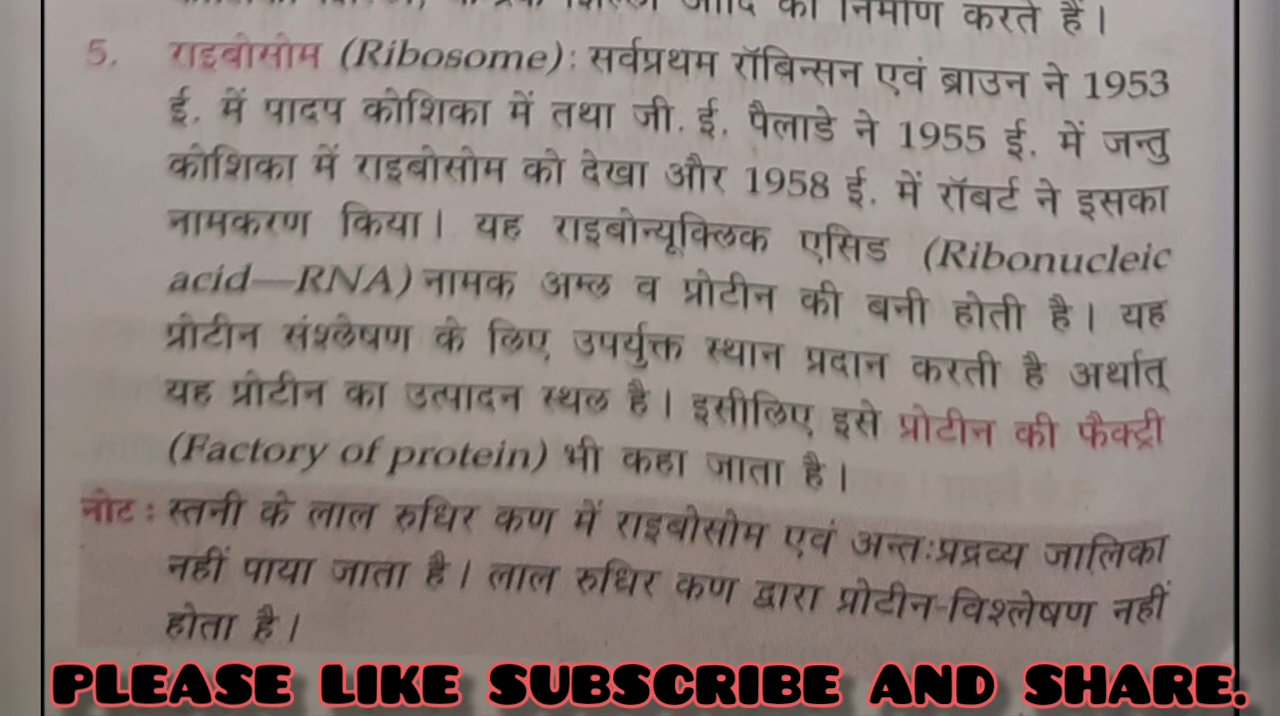 का निर्माण करते हैं।
5. राइबोसोम (Ribosome): सर्वप्रथम रॉबिन्सन एवं ब्राउन ने 1953
ई. में पादप कोशिका में तथा जी. ई. पैलाडे ने 1955 ई. में जन्तु
कोशिका में राइबोसोम को देखा और 1958 ई. में रॉबर्ट ने इसका
नामकरण किया। यह राइबोन्यूक्लिक एसिड (Ribonucleic
acid—RNA) नामक अम्ल व प्रोटीन की बनी होती है। यह
प्रोटीन संश्लेषण के लिए उपर्युक्त स्थान प्रदान करती है अर्थात्
यह प्रोटीन का उत्पादन स्थल है। इसीलिए इसे प्रोटीन की फैक्ट्री
(Factory of protein) भी कहा जाता है।
नोट : स्तनी के लाल रुधिर कण में राइबोसोम एवं अन्तःप्रद्रव्य जालिका
नहीं पाया जाता है। लाल रुधिर कण द्वारा प्रोटीन-विश्लेषण नहीं
होता है।
PLEASE LIKE SUBSCRIBE AND SHARE.